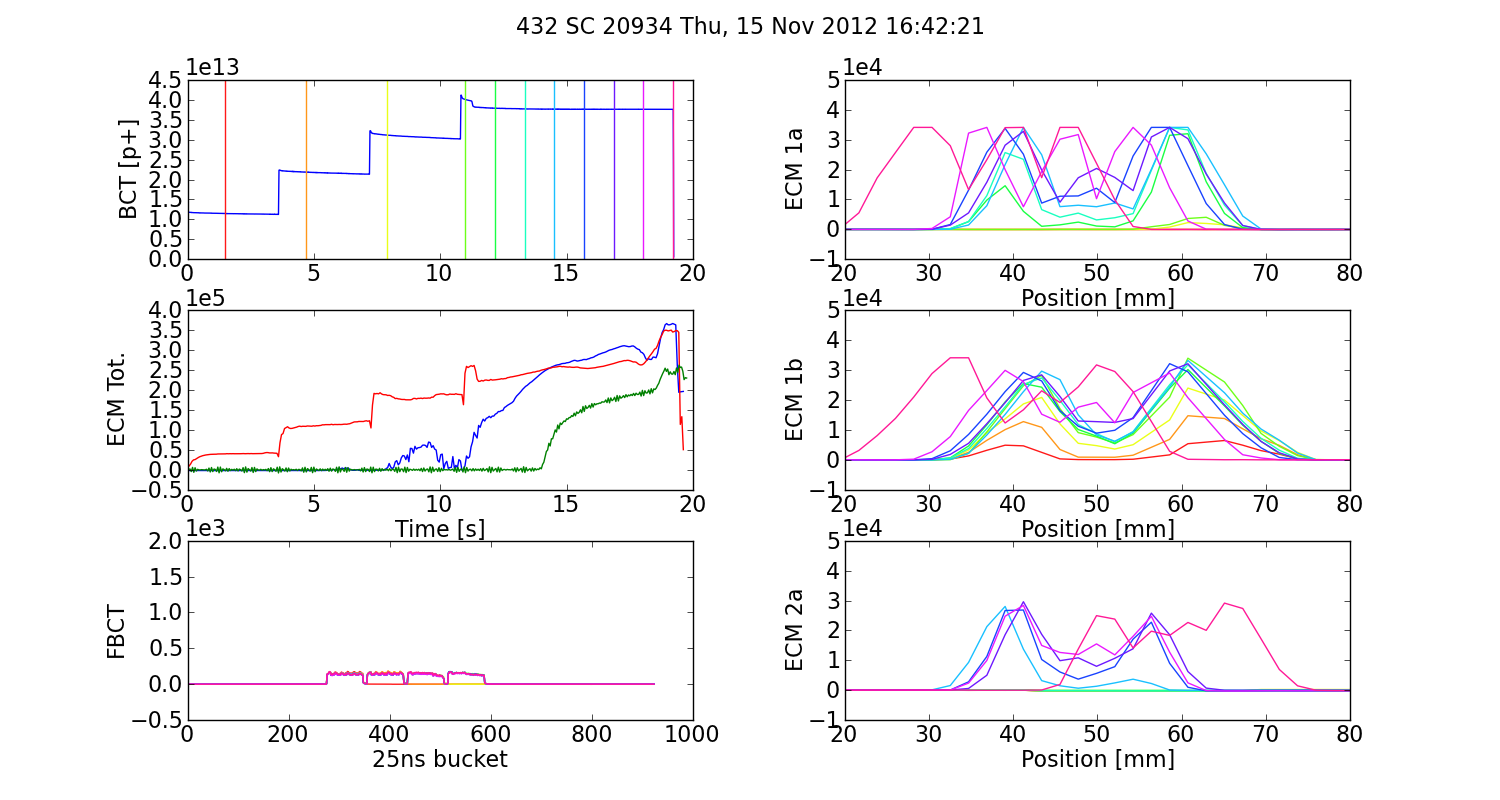 432 SC 20934 Thu, 15 Nov 2012 16:42:21
1e13
BCT [p+]
4.5
4.0
3.5
3.0
2.5
2.0
1.5
1.0
0.5
0.0
0 5 10 15 20
1e4
ECM 1a
5
4
3
2
1
0
−1
20 30 40 50 60 70 80
Position [mm]
1e5
ECM Tot.
4.0
3.5
3.0
2.5
2.0
1.5
1.0
0.5
0.0
−0.5
0 5 10 15 20
Time [s]
1e4
ECM 1b
5
4
3
2
1
0
−1
20 30 40 50 60 70 80
Position [mm]
1e3
FBCT
2.0
1.5
1.0
0.5
0.0
−0.5
0 200 400 600 800 1000
25ns bucket
1e4
ECM 2a
5
4
3
2
1
0
−1
20 30 40 50 60 70 80
Position [mm]